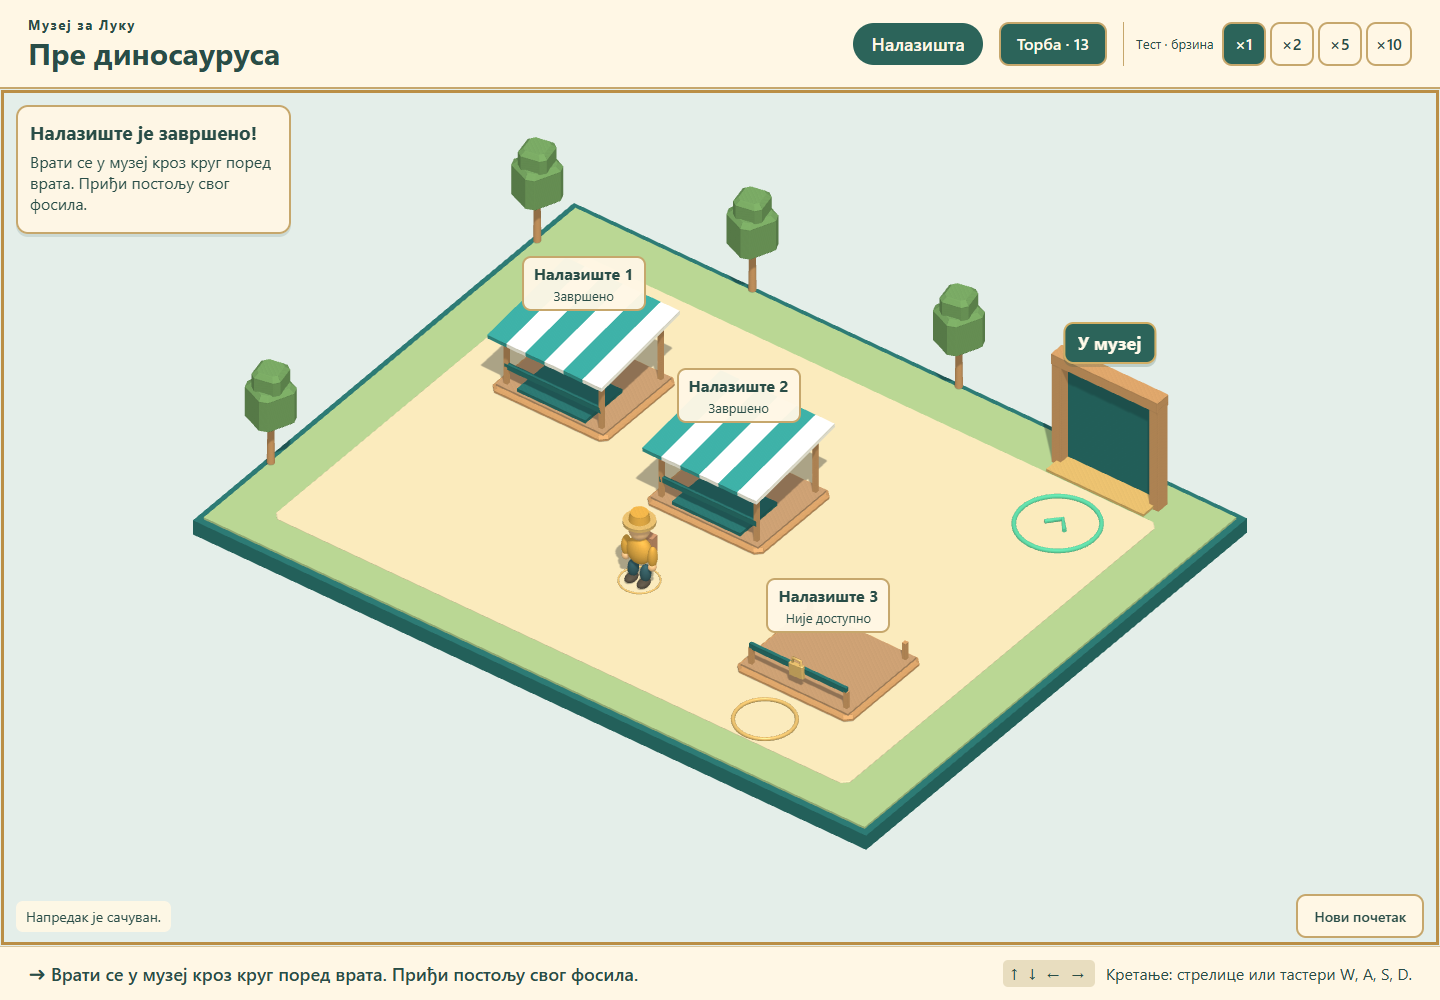 Музеј за Луку
Пре диносауруса
Налазишта
Торба · 13
Тест · брзина
×1
×2
×5
×10
Налазиште је завршено!
Врати се у музеј кроз круг поред
врата. Приђи постољу свог
фосила.
Налазиште 1
Завршено
Налазиште 2
Завршено
У музеј
Налазиште 3
Није доступно
Напредак је сачуван.
Нови почетак
→ Врати се у музеј кроз круг поред врата. Приђи постољу свог фосила.
↑ ↓ ← → Кретање: стрелице или тастери W, A, S, D.